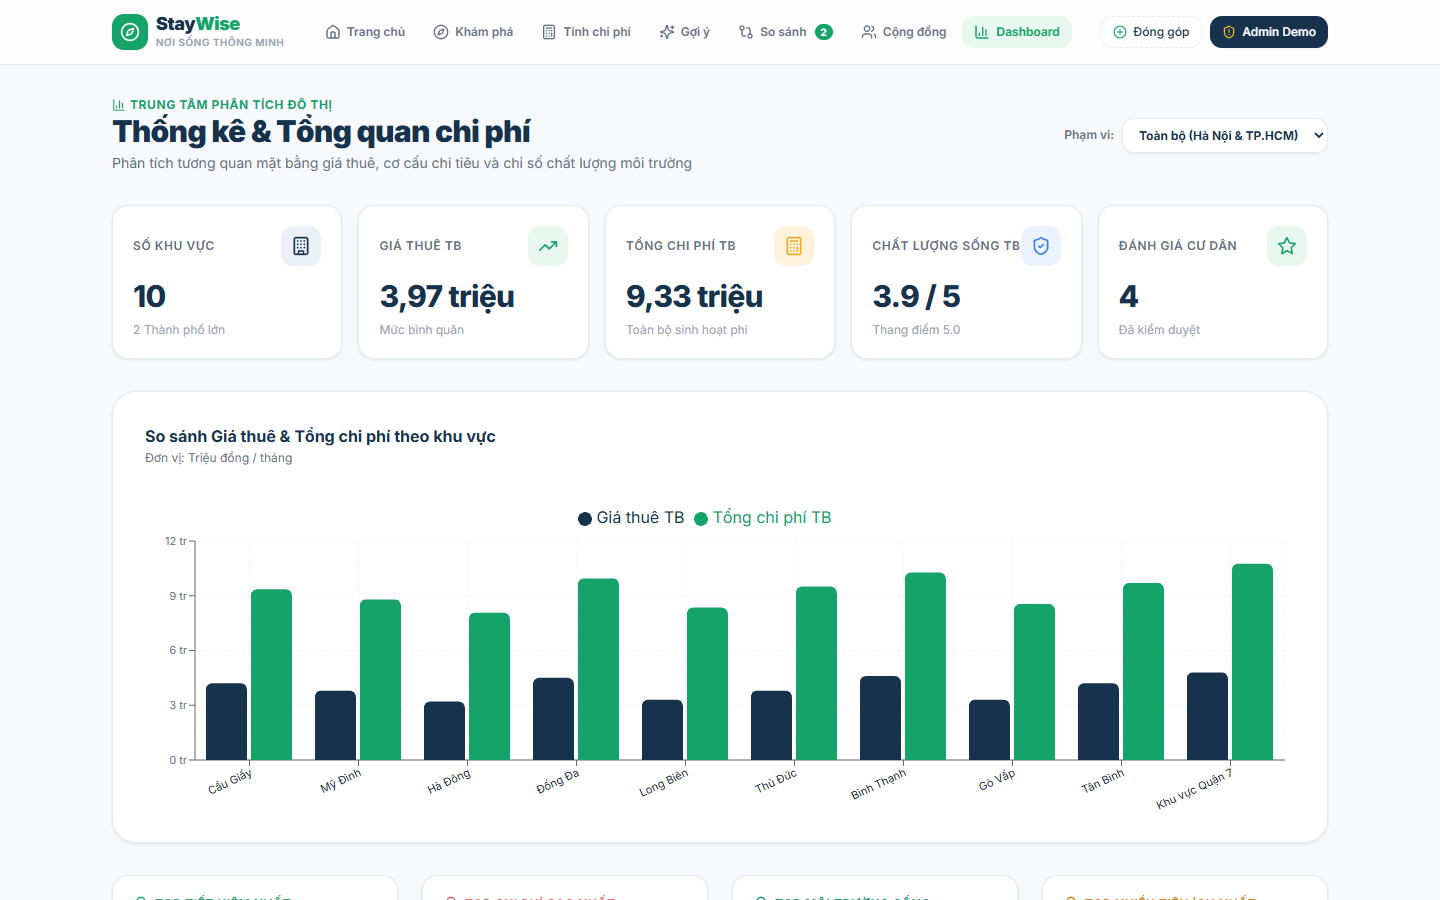 StayWise
NƠI SỐNG THÔNG MINH
Trang chủ
Khám phá
Tính chi phí
Gợi ý
So sánh 2
Cộng đồng
Dashboard
Đóng góp
Admin Demo
TRUNG TÂM PHÂN TÍCH ĐÔ THỊ
Thống kê & Tổng quan chi phí
Phân tích tương quan mặt bằng giá thuê, cơ cấu chi tiêu và chỉ số chất lượng môi trường
Phạm vi:
Toàn bộ (Hà Nội & TP.HCM)
SỐ KHU VỰC
10
2 Thành phố lớn
GIÁ THUÊ TB
3,97 triệu
Mức bình quân
TỔNG CHI PHÍ TB
9,33 triệu
Toàn bộ sinh hoạt phí
CHẤT LƯỢNG SỐNG TB
3.9 / 5
Thang điểm 5.0
ĐÁNH GIÁ CƯ DÂN
4
Đã kiểm duyệt
So sánh Giá thuê & Tổng chi phí theo khu vực
Đơn vị: Triệu đồng / tháng
Giá thuê TB
Tổng chi phí TB
12 tr
9 tr
6 tr
3 tr
0 tr
Cầu Giấy
Mỹ Đình
Hà Đông
Đống Đa
Long Biên
Thủ Đức
Bình Thạnh
Gò Vấp
Tân Bình
Khu vực Quận 7